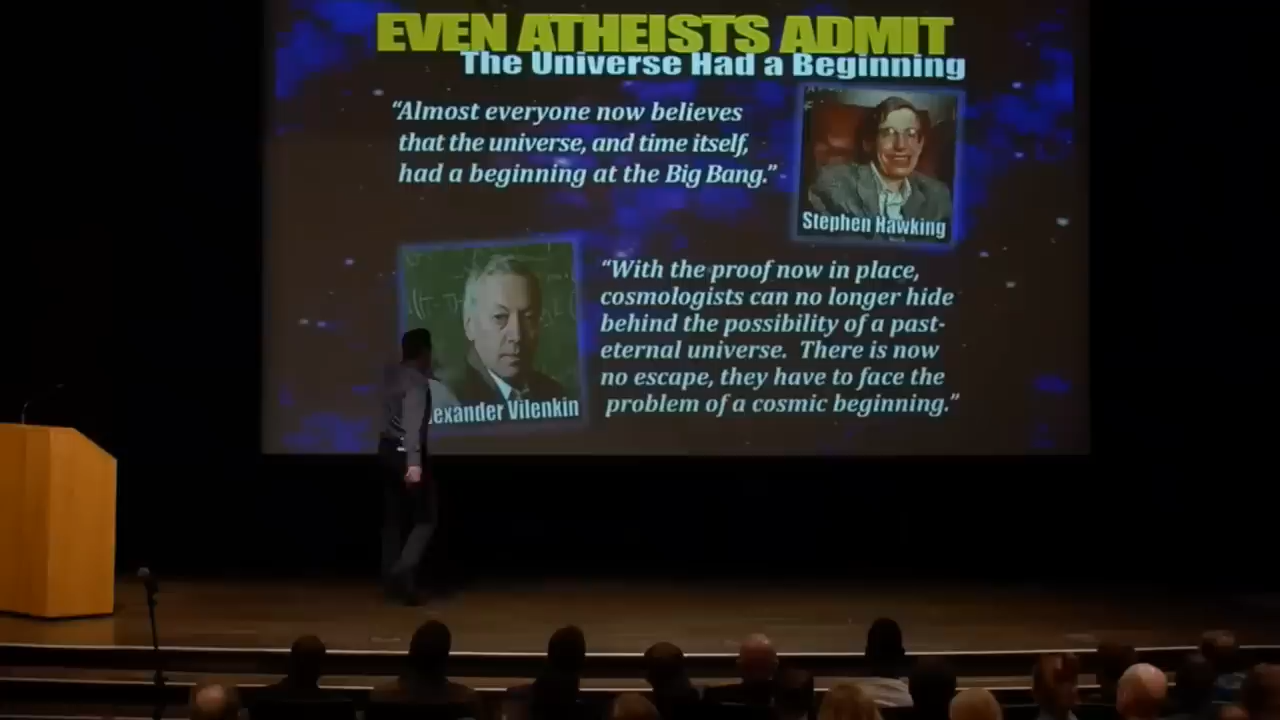 EVEN ATHEISTS ADMIT
The Universe Had a Beginning
“Almost everyone now believes
that the universe, and time itself,
had a beginning at the Big Bang.”
Stephen Hawking
“With the proof now in place,
cosmologists can no longer hide
behind the possibility of a past-
eternal universe. There is now
no escape, they have to face the
problem of a cosmic beginning.”
exander Vilenkin